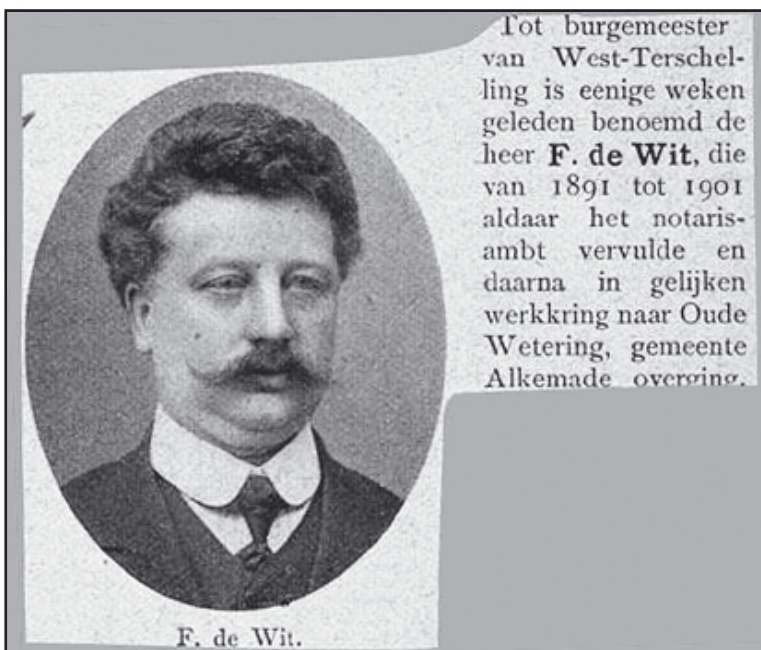 Tot burgemeester
van West-Terschel-
ling is eenige weken
geleden benoemd de
heer F. de Wit, die
van 1891 tot 1901
aldaar het notaris-
ambt vervulde en
daarna in gelijken
werkkring naar Oude
Wetering, gemeente
Alkemade overging.
F. de Wit.